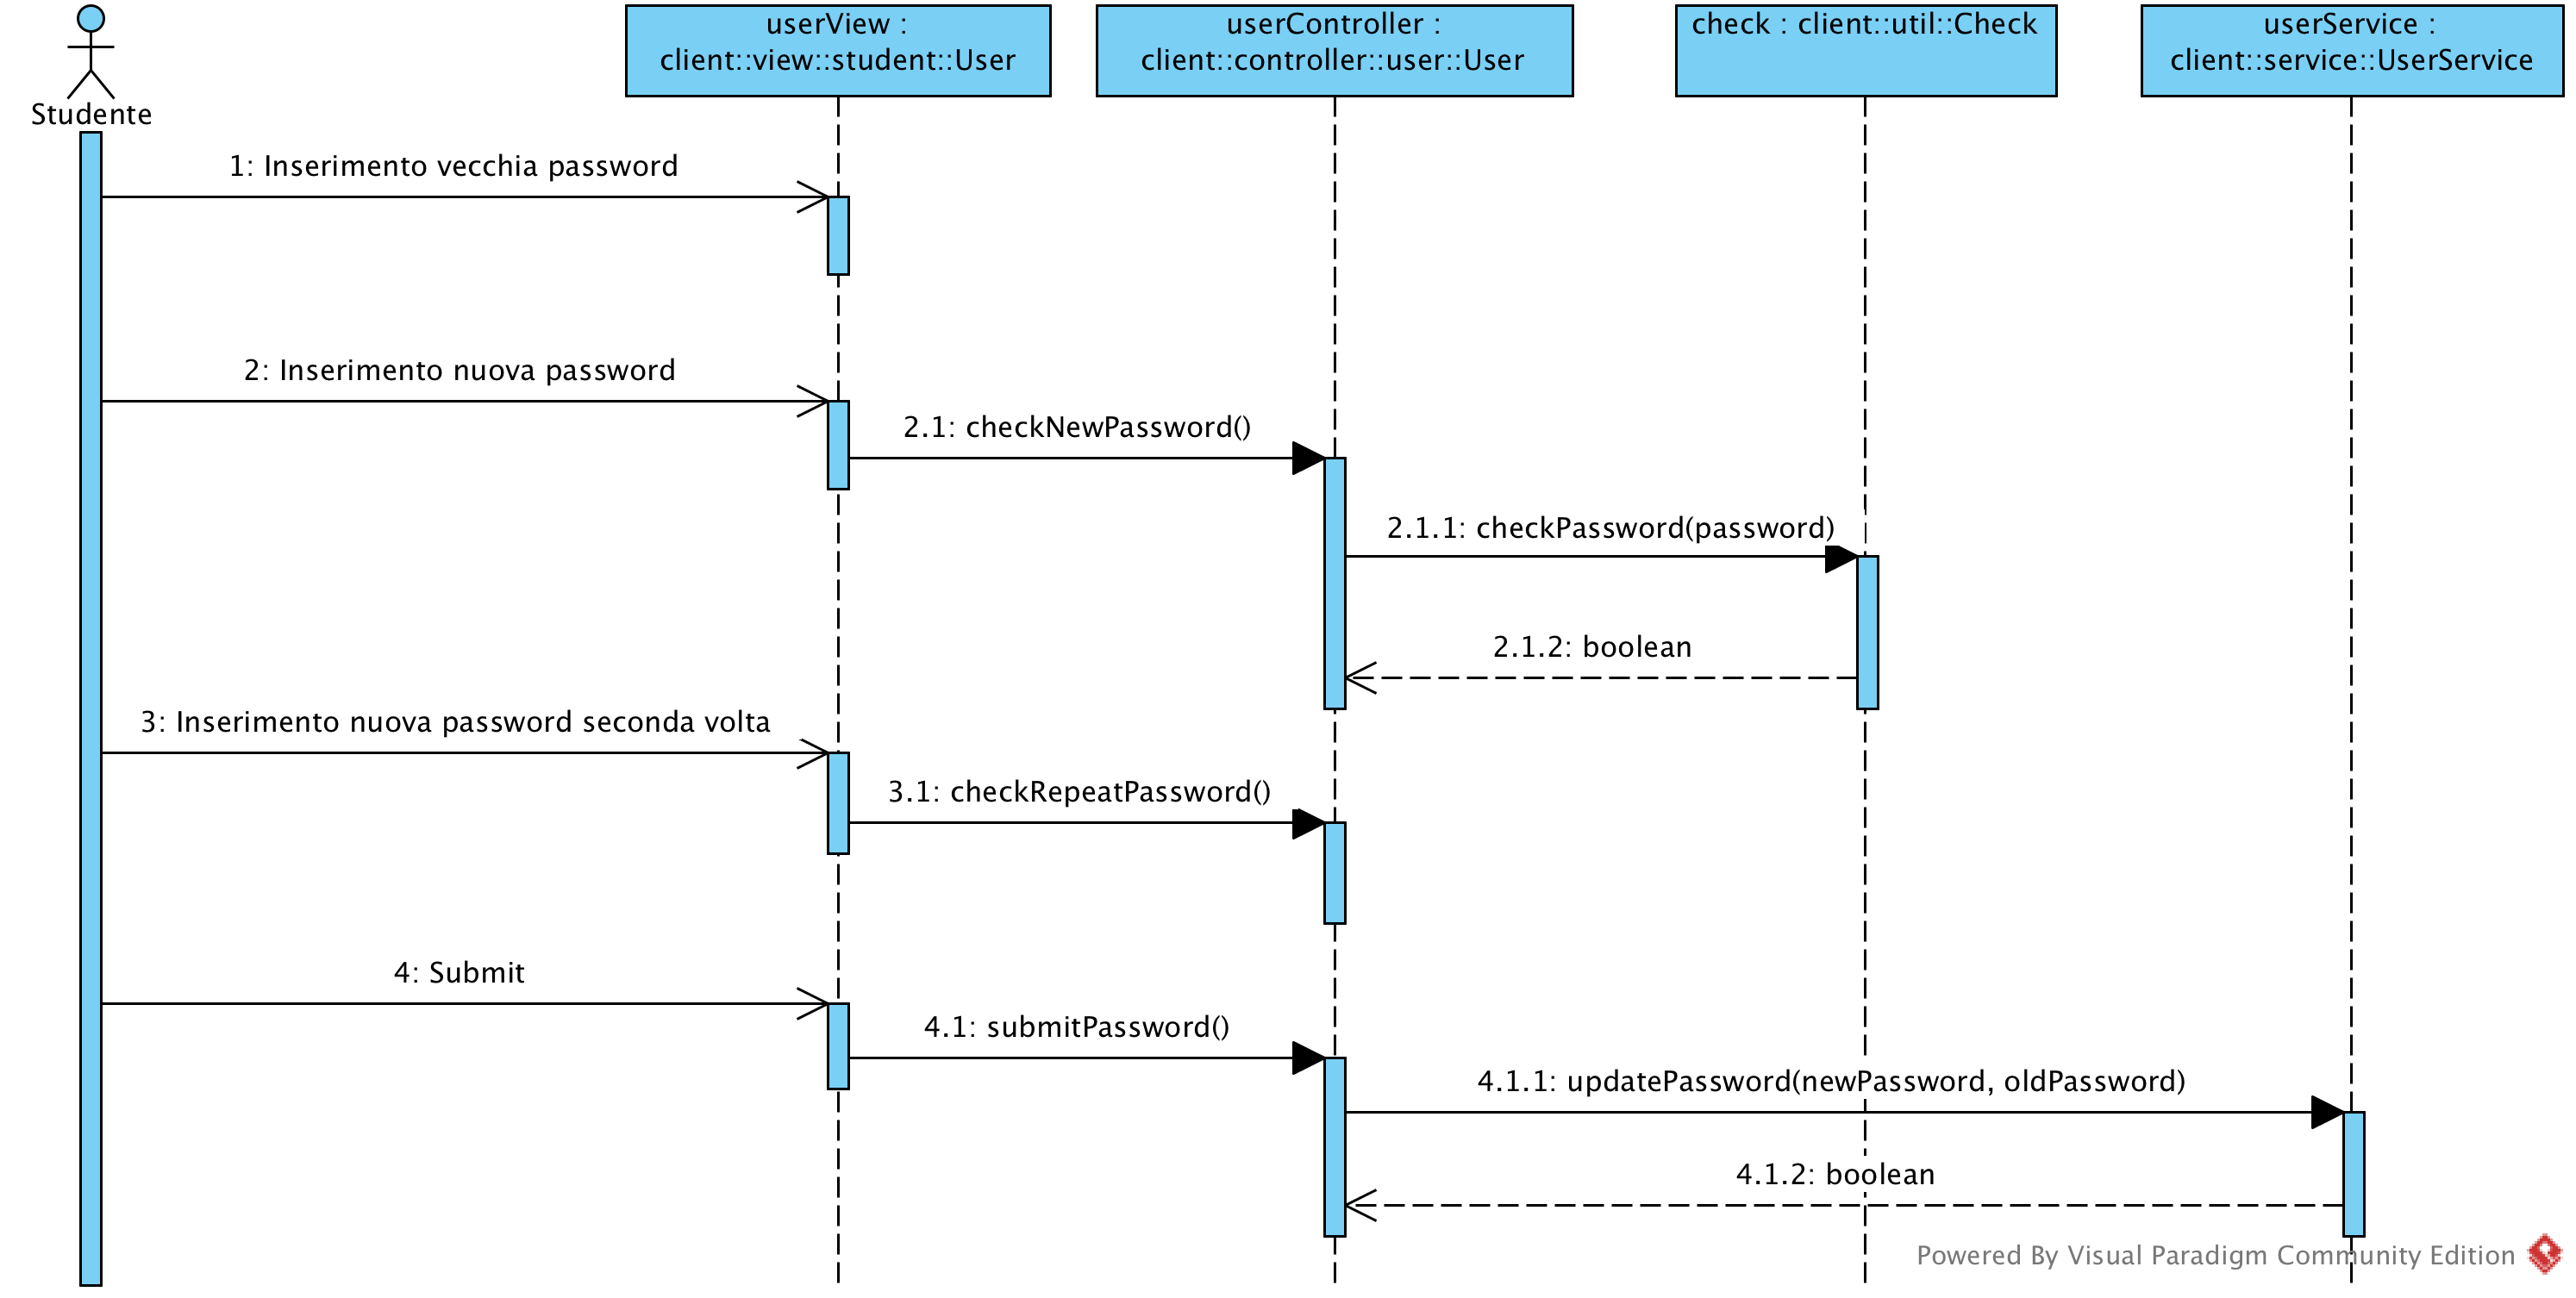 userView :
client::view::student::User
userController :
client::controller::user::User
check : client::util::Check
userService :
client::service::UserService
Studente
1: Inserimento vecchia password
2: Inserimento nuova password
2.1: checkNewPassword()
2.1.1: checkPassword(password)
2.1.2: boolean
3: Inserimento nuova password seconda volta
3.1: checkRepeatPassword()
4: Submit
4.1: submitPassword()
4.1.1: updatePassword(newPassword, oldPassword)
4.1.2: boolean
Powered By Visual Paradigm Community Edition